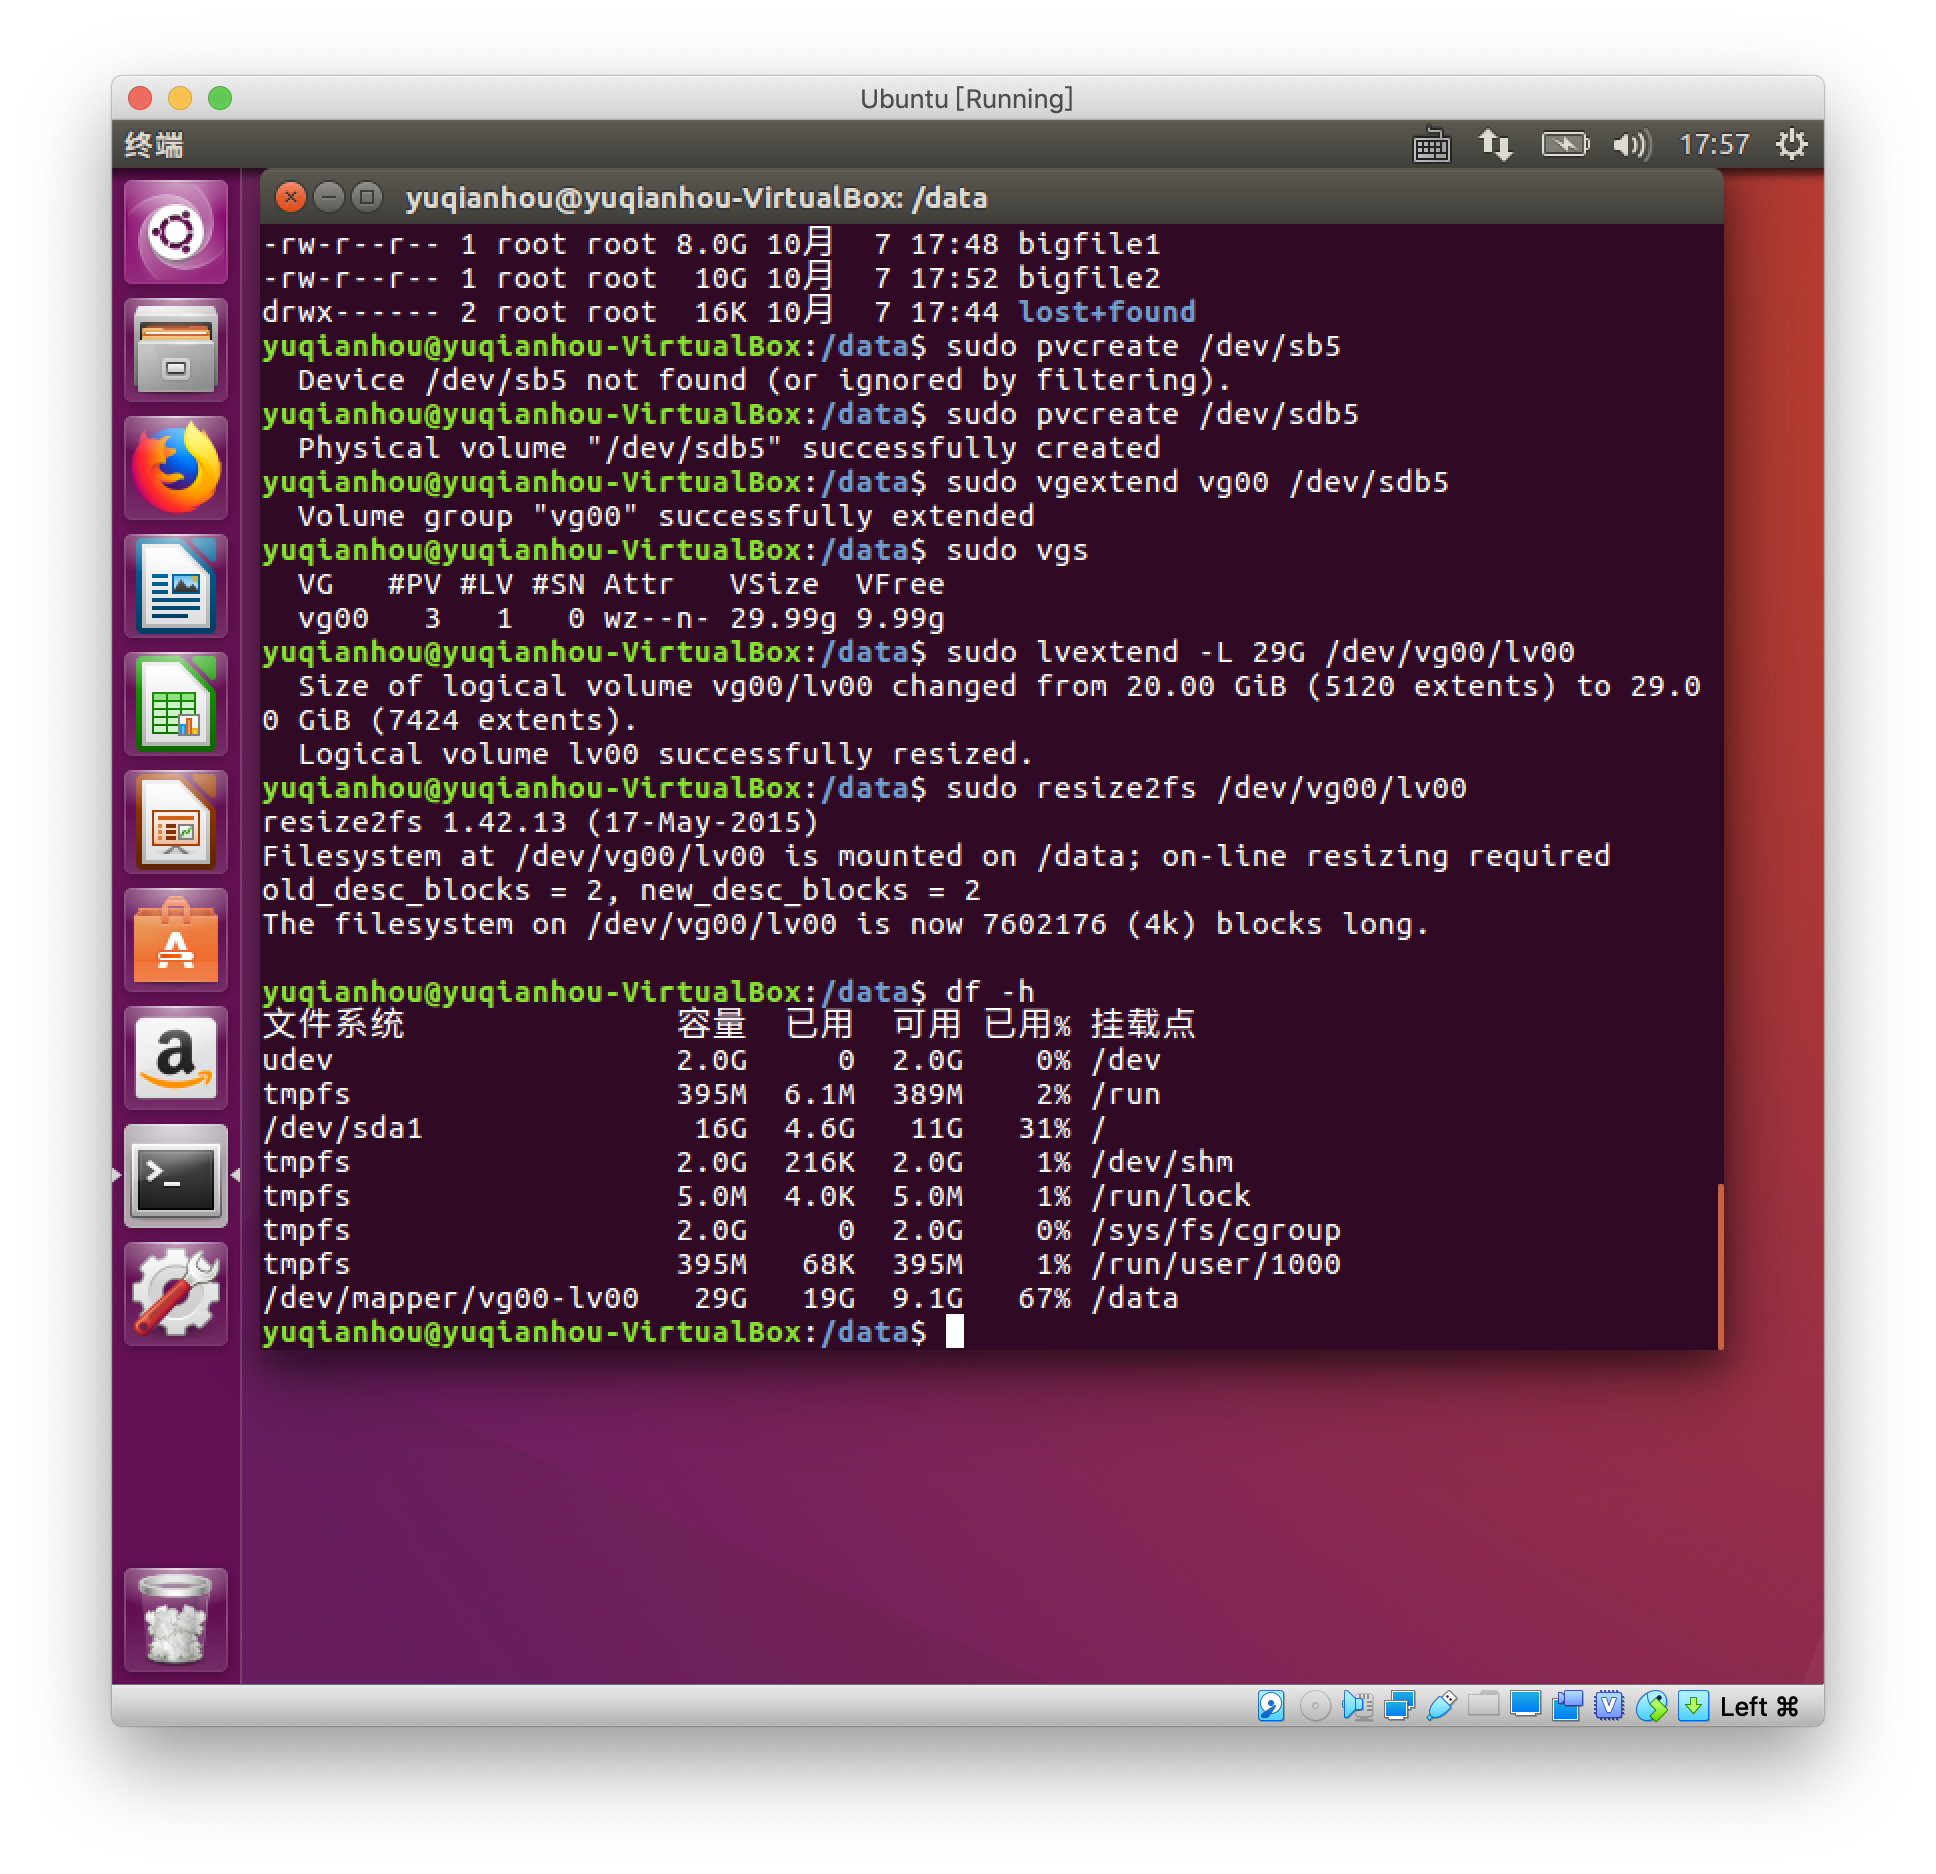 Ubuntu [Running]
终端 17:57
yuqianhou@yuqianhou-VirtualBox: /data
-rw-r--r-- 1 root root 8.0G 10月  7 17:48 bigfile1
-rw-r--r-- 1 root root  10G 10月  7 17:52 bigfile2
drwx------ 2 root root  16K 10月  7 17:44 lost+found
yuqianhou@yuqianhou-VirtualBox:/data$ sudo pvcreate /dev/sb5
  Device /dev/sb5 not found (or ignored by filtering).
yuqianhou@yuqianhou-VirtualBox:/data$ sudo pvcreate /dev/sdb5
  Physical volume "/dev/sdb5" successfully created
yuqianhou@yuqianhou-VirtualBox:/data$ sudo vgextend vg00 /dev/sdb5
  Volume group "vg00" successfully extended
yuqianhou@yuqianhou-VirtualBox:/data$ sudo vgs
  VG   #PV #LV #SN Attr   VSize  VFree
  vg00   3   1   0 wz--n- 29.99g 9.99g
yuqianhou@yuqianhou-VirtualBox:/data$ sudo lvextend -L 29G /dev/vg00/lv00
  Size of logical volume vg00/lv00 changed from 20.00 GiB (5120 extents) to 29.0
0 GiB (7424 extents).
  Logical volume lv00 successfully resized.
yuqianhou@yuqianhou-VirtualBox:/data$ sudo resize2fs /dev/vg00/lv00
resize2fs 1.42.13 (17-May-2015)
Filesystem at /dev/vg00/lv00 is mounted on /data; on-line resizing required
old_desc_blocks = 2, new_desc_blocks = 2
The filesystem on /dev/vg00/lv00 is now 7602176 (4k) blocks long.
yuqianhou@yuqianhou-VirtualBox:/data$ df -h
文件系统               容量  已用  可用 已用% 挂载点
udev                   2.0G     0  2.0G    0% /dev
tmpfs                  395M  6.1M  389M    2% /run
/dev/sda1               16G  4.6G   11G   31% /
tmpfs                  2.0G  216K  2.0G    1% /dev/shm
tmpfs                  5.0M  4.0K  5.0M    1% /run/lock
tmpfs                  2.0G     0  2.0G    0% /sys/fs/cgroup
tmpfs                  395M   68K  395M    1% /run/user/1000
/dev/mapper/vg00-lv00   29G   19G  9.1G   67% /data
yuqianhou@yuqianhou-VirtualBox:/data$
Left ⌘